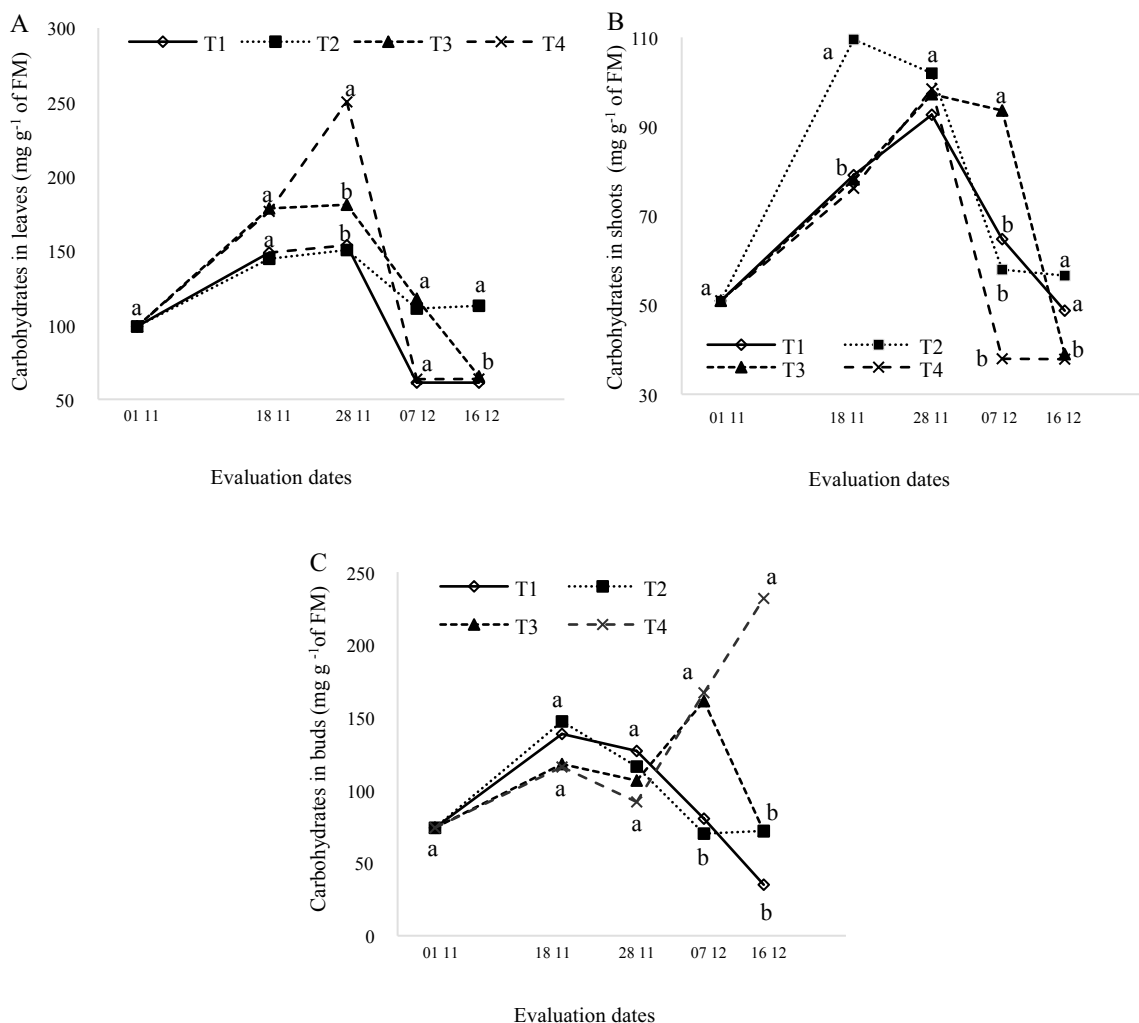 A
Carbohydrates in leaves (mg g⁻¹ of FM)
T1 T2 T3 T4
300
250
200
150
100
50
a
a
a
a
b
b
a
a
a
b
01 11 18 11 28 11 07 12 16 12
Evaluation dates
B
Carbohydrates in shoots (mg g⁻¹ of FM)
110
90
70
50
30
a
a
a
b
a
b
a
b
a
b
b
T1 T2
T3 T4
01 11 18 11 28 11 07 12 16 12
Evaluation dates
C
Carbohydrates in buds (mg g⁻¹of FM)
250
200
150
100
50
0
T1 T2
T3 T4
a
a
a
a
a
a
a
b
b
b
01 11 18 11 28 11 07 12 16 12
Evaluation dates